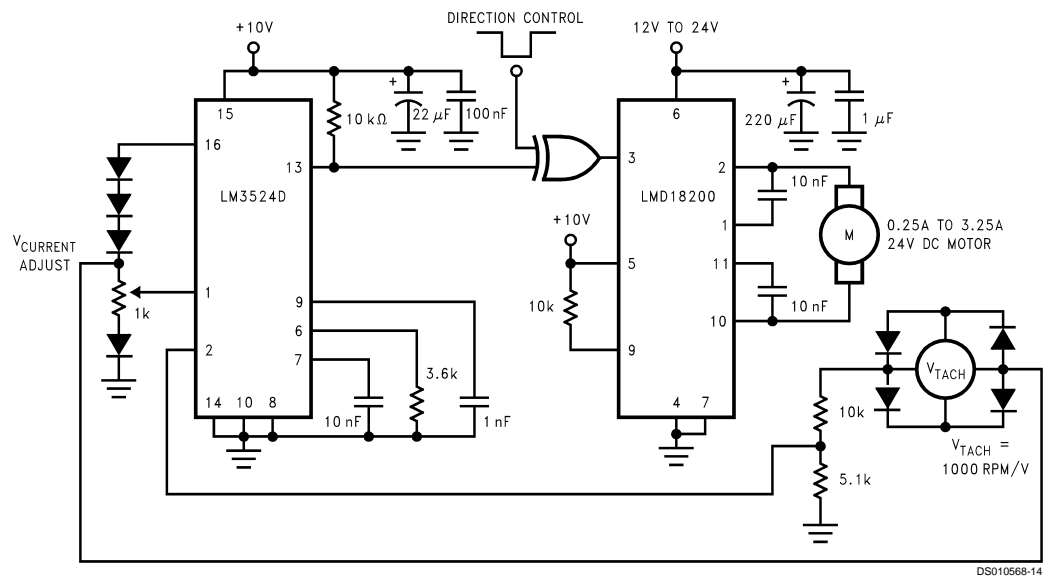 DIRECTION CONTROL
+10V
12V TO 24V
15
+
10 kΩ
22 µF
100 nF
6
+
220 µF
1 µF
16
13
LM3524D
3
LMD18200
2
10 nF
1
+10V
M
0.25A TO 3.25A
24V DC MOTOR
VCURRENT
ADJUST
5
11
1
1k
9
10k
10 nF
6
10
2
7
3.6k
9
VTACH
14
10
8
10 nF
1 nF
4
7
10k
VTACH =
1000 RPM/V
5.1k
DS010568-14